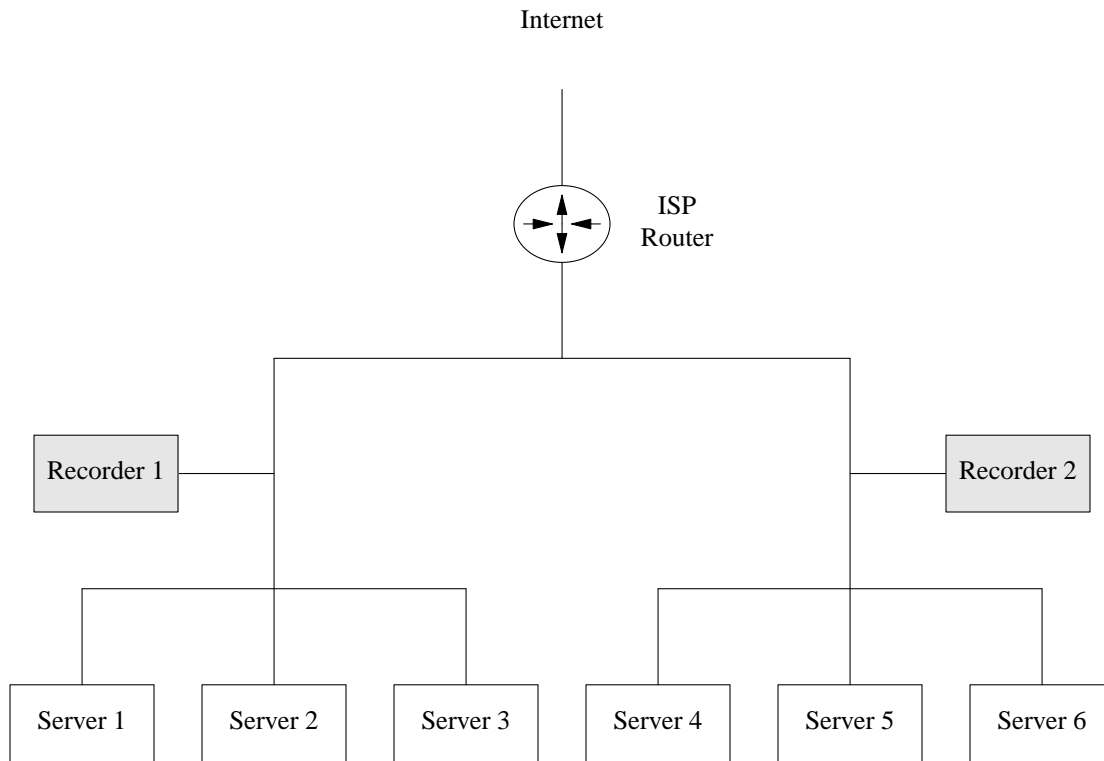 Internet
ISP
Router
Recorder 1
Recorder 2
Server 1
Server 2
Server 3
Server 4
Server 5
Server 6